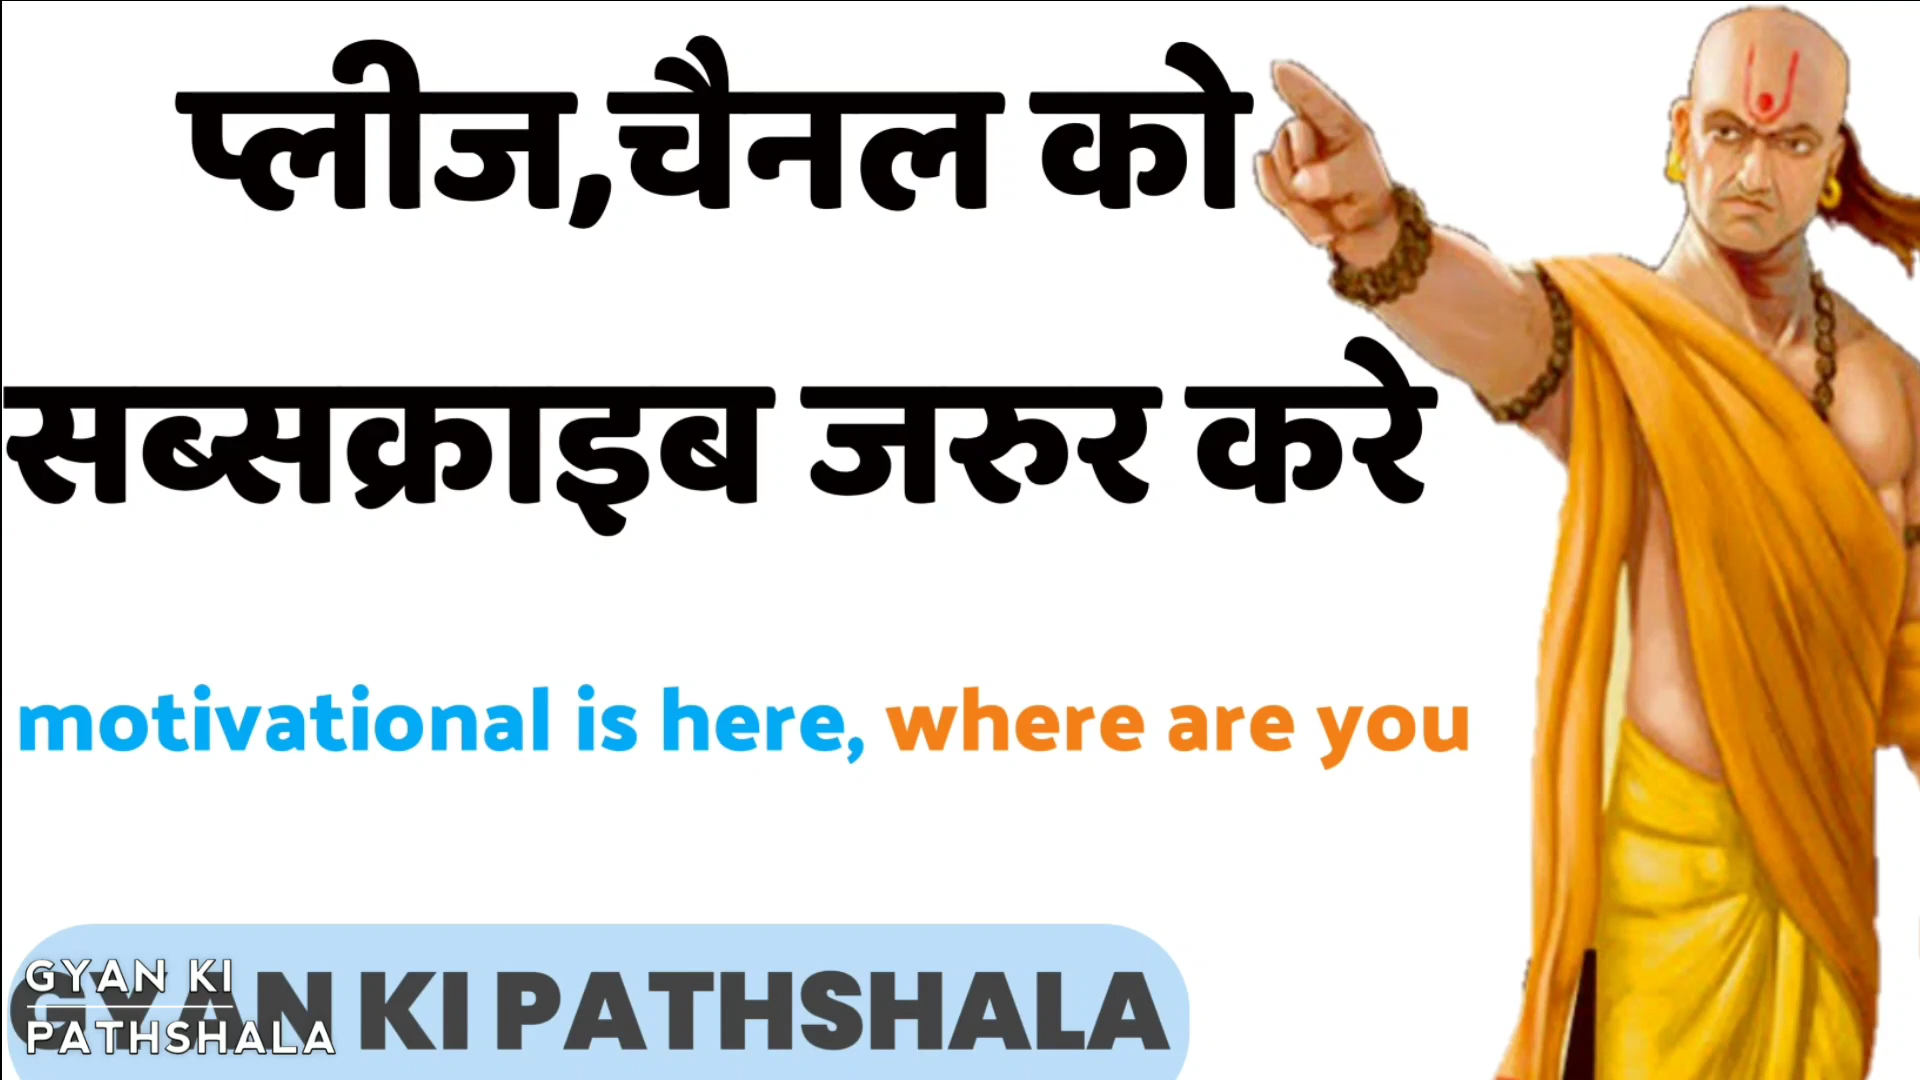 प्लीज,चैनल को
सब्सक्राइब जरुर करे
motivational is here, where are you
GYAN KI PATHSHALA
GYAN KI
PATHSHALA